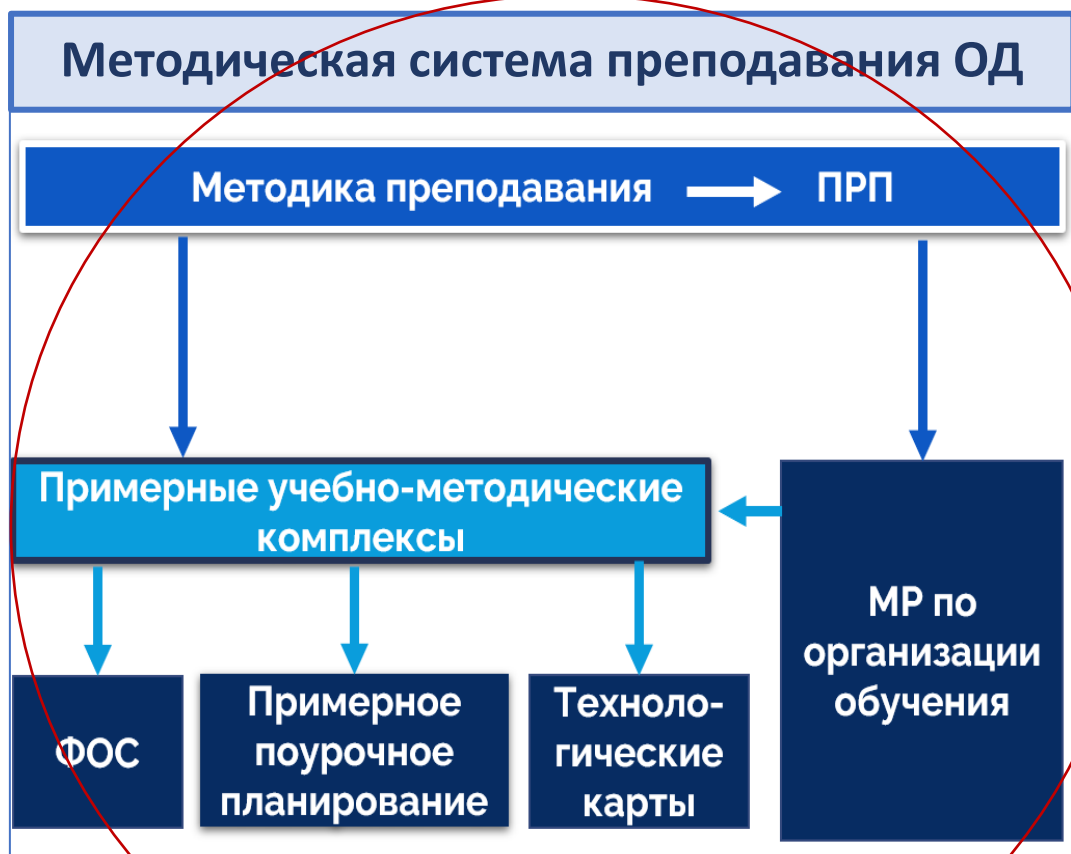 Методическая система преподавания ОД
Методика преподавания ПРП
Примерные учебно-методические
комплексы
МР по
организации
обучения
ФОС
Примерное
поурочное
планирование
Техноло-
гические
карты